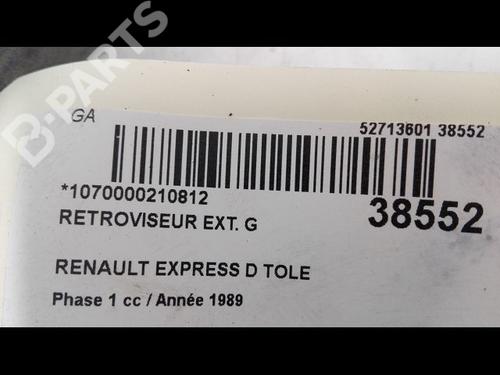 B-PARTS
GA
52713601 38552
*1070000210812
38552
RETROVISEUR EXT. G
RENAULT EXPRESS D TOLE
Phase 1 cc / Année 1989